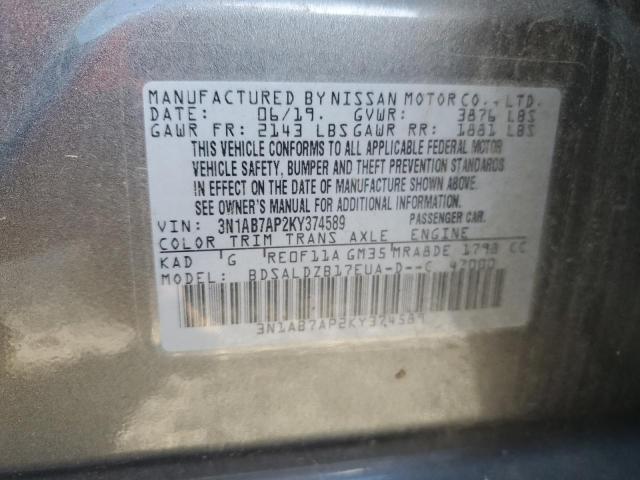 MANUFACTURED BY NISSAN MOTOR CO., LTD.
DATE: 06/19. GVWR: 3876 LBS
GAWR FR: 2143 LBS GAWR RR: 1881 LBS
THIS VEHICLE CONFORMS TO ALL APPLICABLE FEDERAL MOTOR
VEHICLE SAFETY, BUMPER AND THEFT PREVENTION STANDARDS
IN EFFECT ON THE DATE OF MANUFACTURE SHOWN ABOVE.
SEE OWNER'S MANUAL FOR ADDITIONAL INFORMATION.
VIN: 3N1AB7AP2KY374589 PASSENGER CAR.
COLOR TRIM TRANS AXLE ENGINE
KAD G RE0F11A GM35 MRA8DE 1798 CC
MODEL: BDSALDZB17EUA-D--C 42000
3N1AB7AP2KY374589